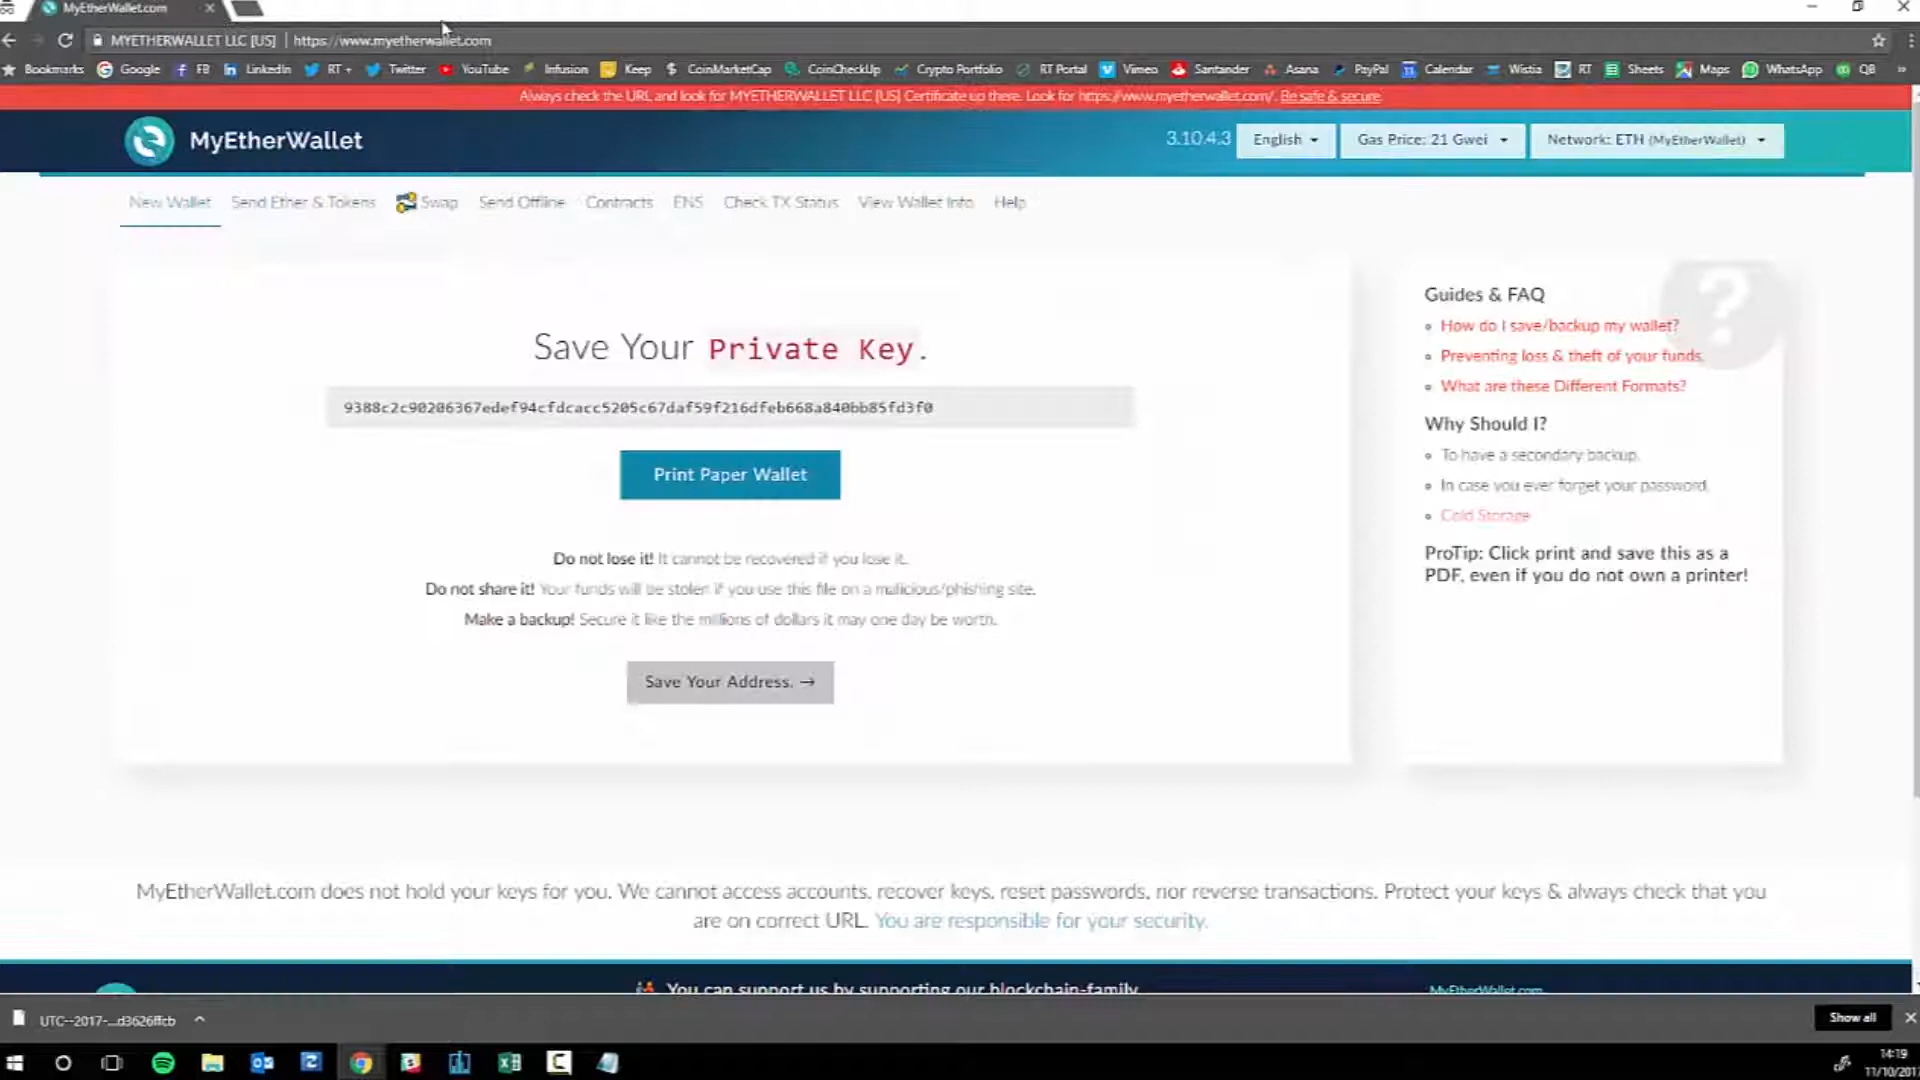 MyEtherWallet.com
MYETHERWALLET LLC [US] | https://www.myetherwallet.com
Bookmarks Google FB LinkedIn RT + Twitter YouTube Infusion Keep CoinMarketCap CoinCheckUp Crypto Portfolio RT Portal Vimeo Santander Asana PayPal Calendar Wistia RT Sheets Maps WhatsApp QB »
Always check the URL and look for MYETHERWALLET LLC [US] Certificate up there. Look for https://www.myetherwallet.com/. Be safe & secure.
MyEtherWallet
3.10.4.3 English Gas Price: 21 Gwei Network: ETH (MyEtherWallet)
New Wallet Send Ether & Tokens Swap Send Offline Contracts ENS Check TX Status View Wallet Info Help
Save Your Private Key.
9388c2c90206367edef94cfdcacc5205c67daf59f216dfeb668a840bb85fd3f0
Print Paper Wallet
Do not lose it! It cannot be recovered if you lose it.
Do not share it! Your funds will be stolen if you use this file on a malicious/phishing site.
Make a backup! Secure it like the millions of dollars it may one day be worth.
Save Your Address. →
Guides & FAQ
How do I save/backup my wallet?
Preventing loss & theft of your funds.
What are these Different Formats?
Why Should I?
To have a secondary backup.
In case you ever forget your password.
Cold Storage
ProTip: Click print and save this as a
PDF, even if you do not own a printer!
?
MyEtherWallet.com does not hold your keys for you. We cannot access accounts, recover keys, reset passwords, nor reverse transactions. Protect your keys & always check that you
are on correct URL. You are responsible for your security.
You can support us by supporting our blockchain-family.
MyEtherWallet.com
UTC--2017-...d3626ffcb
Show all
14:19